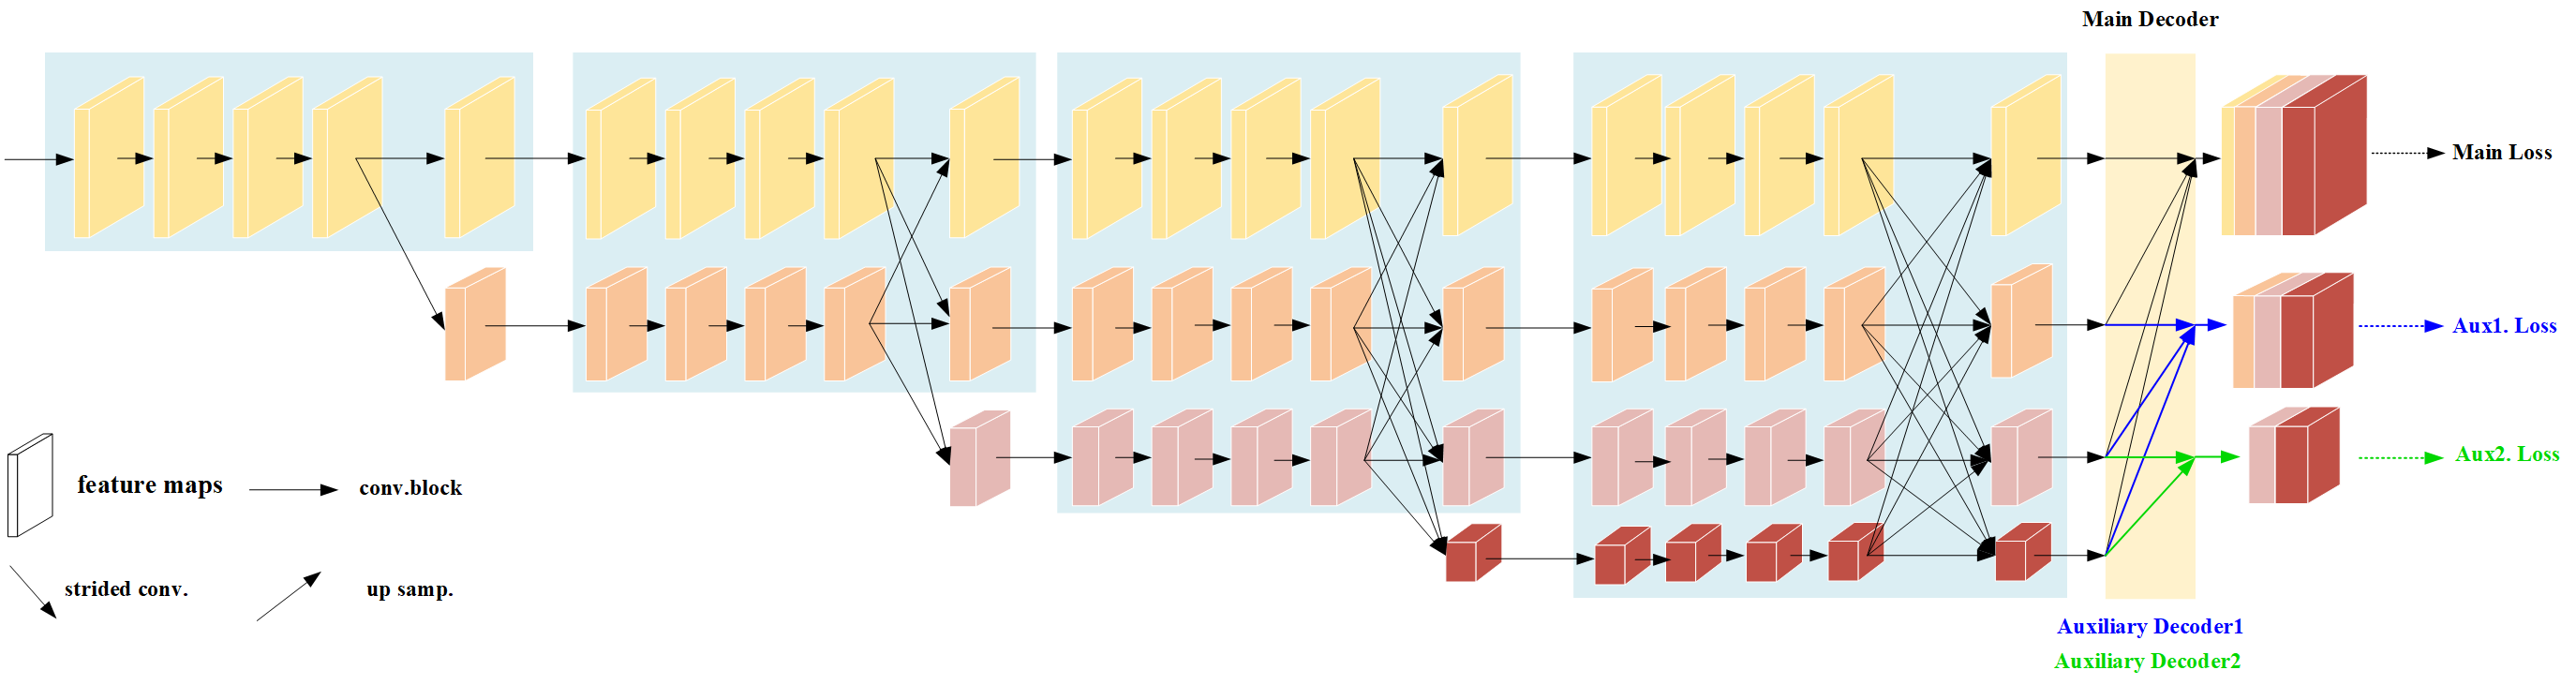 Main Decoder
Main Loss
Aux1. Loss
Aux2. Loss
feature maps
conv.block
strided conv.
up samp.
Auxiliary Decoder1
Auxiliary Decoder2